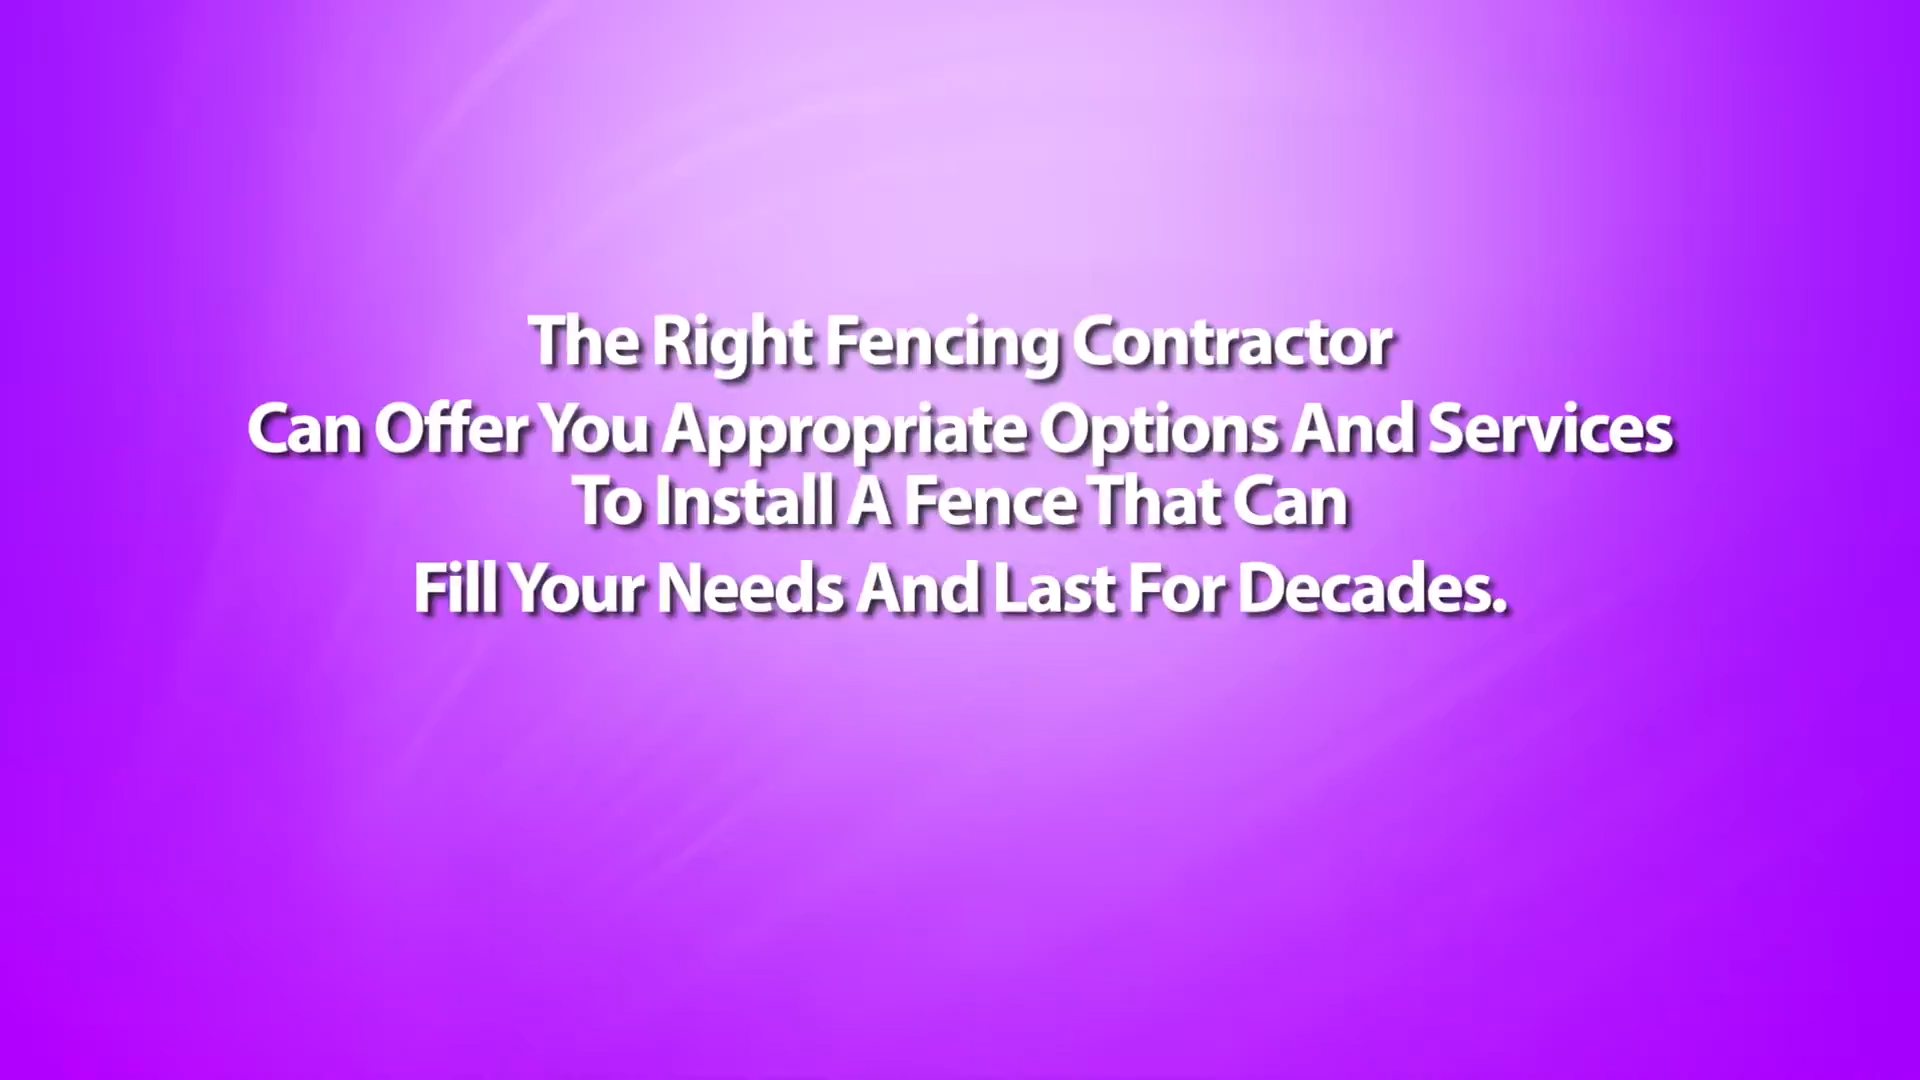 The Right Fencing Contractor
Can Offer You Appropriate Options And Services
To Install A Fence That Can
Fill Your Needs And Last For Decades.